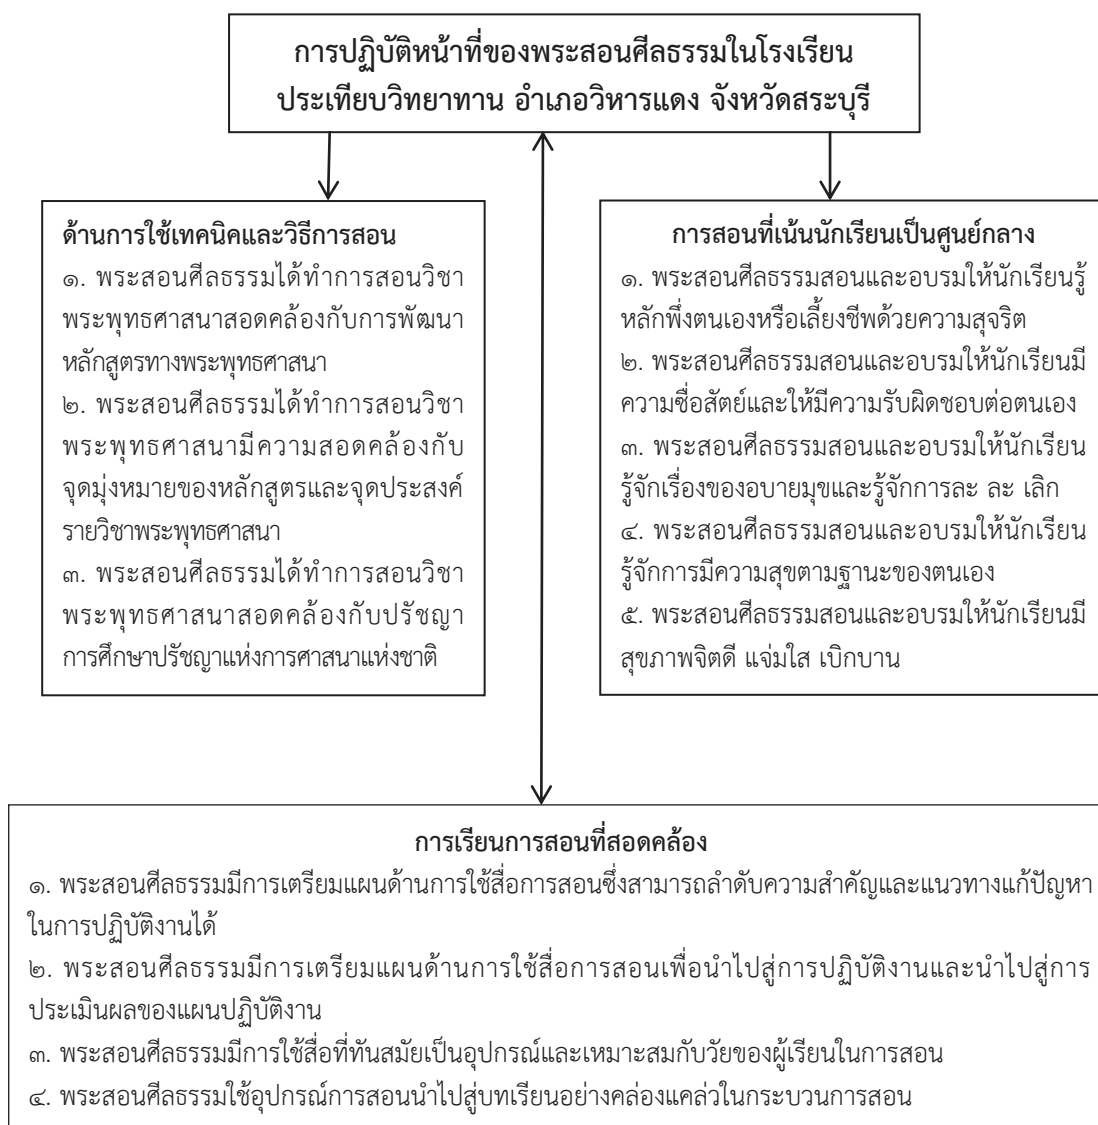 การปฏิบัติหน้าที่ของพระสอนศีลธรรมในโรงเรียน
ประเทียบวิทยาทาน อำเภอวิหารแดง จังหวัดสระบุรี
ด้านการใช้เทคนิคและวิธีการสอน
๑. พระสอนศีลธรรมได้ทำการสอนวิชา
พระพุทธศาสนาสอดคล้องกับการพัฒนา
หลักสูตรทางพระพุทธศาสนา
๒. พระสอนศีลธรรมได้ทำการสอนวิชา
พระพุทธศาสนามีความสอดคล้องกับ
จุดมุ่งหมายของหลักสูตรและจุดประสงค์
รายวิชาพระพุทธศาสนา
๓. พระสอนศีลธรรมได้ทำการสอนวิชา
พระพุทธศาสนาสอดคล้องกับปรัชญา
การศึกษาปรัชญาแห่งการศาสนาแห่งชาติ
การสอนที่เน้นนักเรียนเป็นศูนย์กลาง
๑. พระสอนศีลธรรมสอนและอบรมให้นักเรียนรู้
หลักพึ่งตนเองหรือเลี้ยงชีพด้วยความสุจริต
๒. พระสอนศีลธรรมสอนและอบรมให้นักเรียนมี
ความซื่อสัตย์และให้มีความรับผิดชอบต่อตนเอง
๓. พระสอนศีลธรรมสอนและอบรมให้นักเรียน
รู้จักเรื่องของอบายมุขและรู้จักการละ ละ เลิก
๔. พระสอนศีลธรรมสอนและอบรมให้นักเรียน
รู้จักการมีความสุขตามฐานะของตนเอง
๕. พระสอนศีลธรรมสอนและอบรมให้นักเรียนมี
สุขภาพจิตดี แจ่มใส เบิกบาน
การเรียนการสอนที่สอดคล้อง
๑. พระสอนศีลธรรมมีการเตรียมแผนด้านการใช้สื่อการสอนซึ่งสามารถลำดับความสำคัญและแนวทางแก้ปัญหา
ในการปฏิบัติงานได้
๒. พระสอนศีลธรรมมีการเตรียมแผนด้านการใช้สื่อการสอนเพื่อนำไปสู่การปฏิบัติงานและนำไปสู่การ
ประเมินผลของแผนปฏิบัติงาน
๓. พระสอนศีลธรรมมีการใช้สื่อที่ทันสมัยเป็นอุปกรณ์และเหมาะสมกับวัยของผู้เรียนในการสอน
๔. พระสอนศีลธรรมใช้อุปกรณ์การสอนนำไปสู่บทเรียนอย่างคล่องแคล่วในกระบวนการสอน